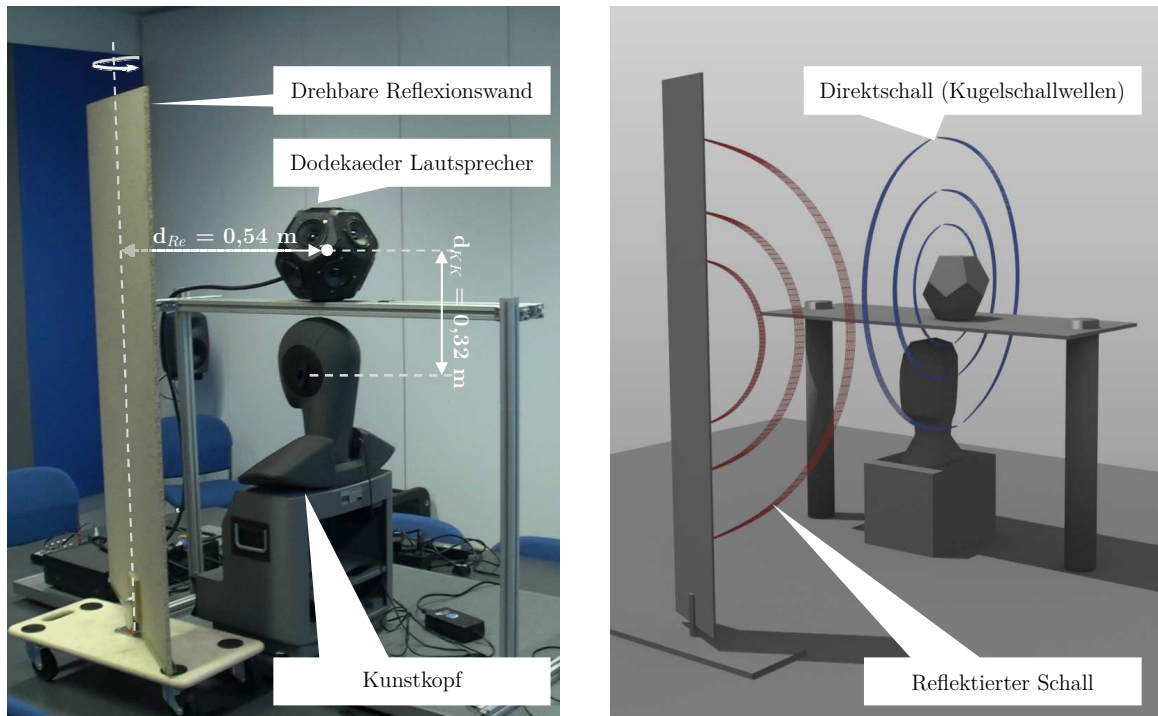 Drehbare Reflexionswand
Dodekaeder Lautsprecher
d_Re = 0,54 m
d_KK = 0,32 m
Kunstkopf
Direktschall (Kugelschallwellen)
Reflektierter Schall